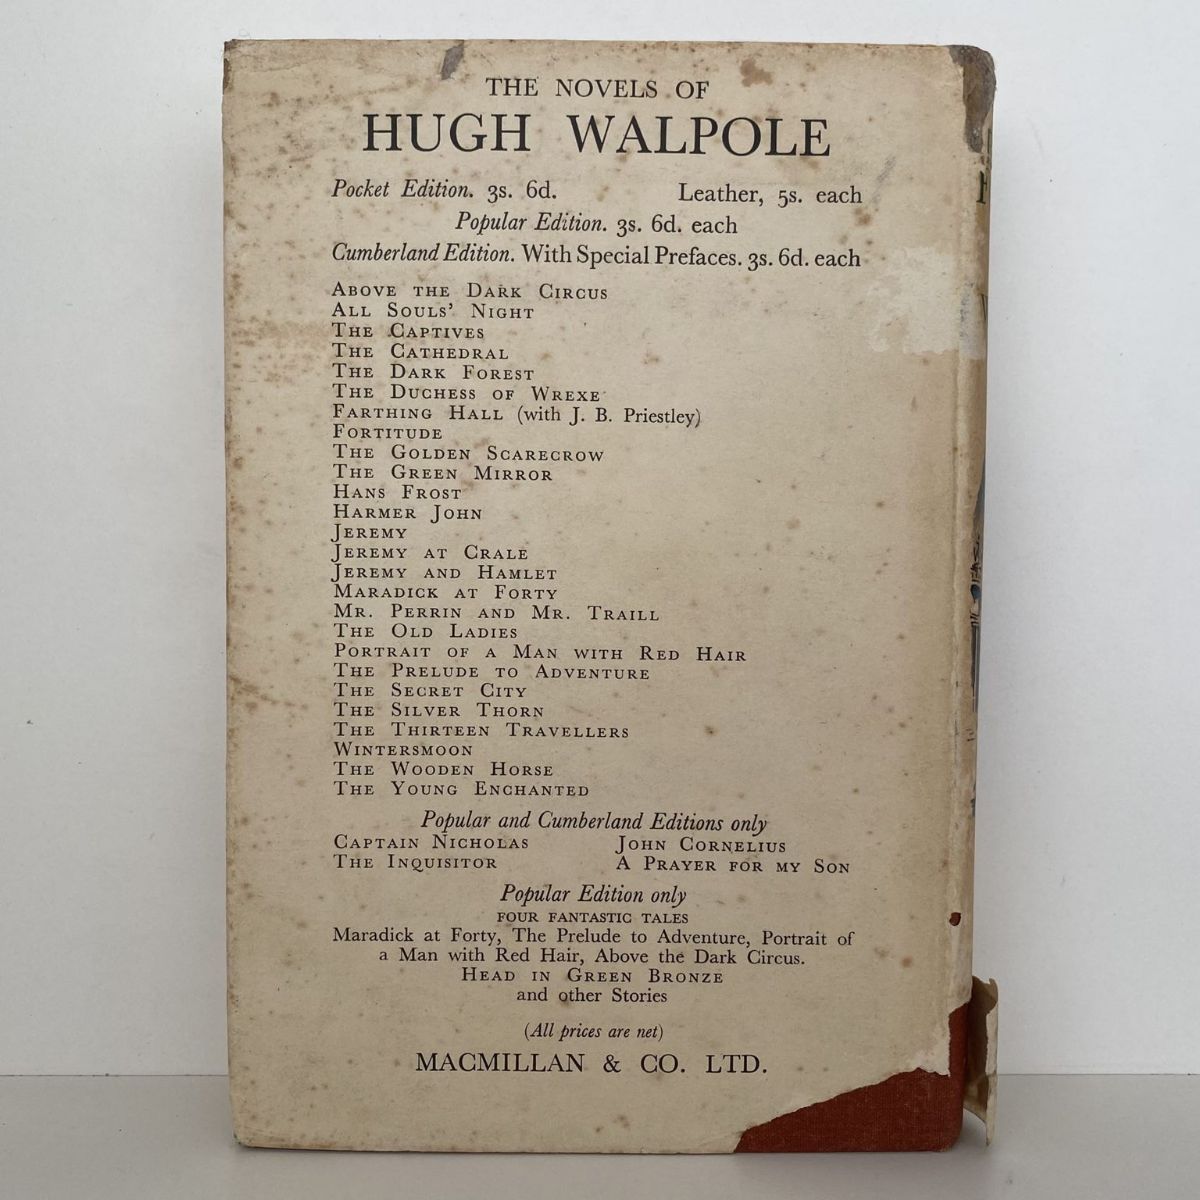 THE NOVELS OF
HUGH WALPOLE
Pocket Edition. 3s. 6d. Leather, 5s. each
Popular Edition. 3s. 6d. each
Cumberland Edition. With Special Prefaces. 3s. 6d. each
ABOVE THE DARK CIRCUS
ALL SOULS' NIGHT
THE CAPTIVES
THE CATHEDRAL
THE DARK FOREST
THE DUCHESS OF WREXE
FARTHING HALL (with J. B. Priestley)
FORTITUDE
THE GOLDEN SCARECROW
THE GREEN MIRROR
HANS FROST
HARMER JOHN
JEREMY
JEREMY AT CRALE
JEREMY AND HAMLET
MARADICK AT FORTY
MR. PERRIN AND MR. TRAILL
THE OLD LADIES
PORTRAIT OF A MAN WITH RED HAIR
THE PRELUDE TO ADVENTURE
THE SECRET CITY
THE SILVER THORN
THE THIRTEEN TRAVELLERS
WINTERSMOON
THE WOODEN HORSE
THE YOUNG ENCHANTED
Popular and Cumberland Editions only
CAPTAIN NICHOLAS JOHN CORNELIUS
THE INQUISITOR A PRAYER FOR MY SON
Popular Edition only
FOUR FANTASTIC TALES
Maradick at Forty, The Prelude to Adventure, Portrait of
a Man with Red Hair, Above the Dark Circus.
HEAD IN GREEN BRONZE
and other Stories
(All prices are net)
MACMILLAN & CO. LTD.